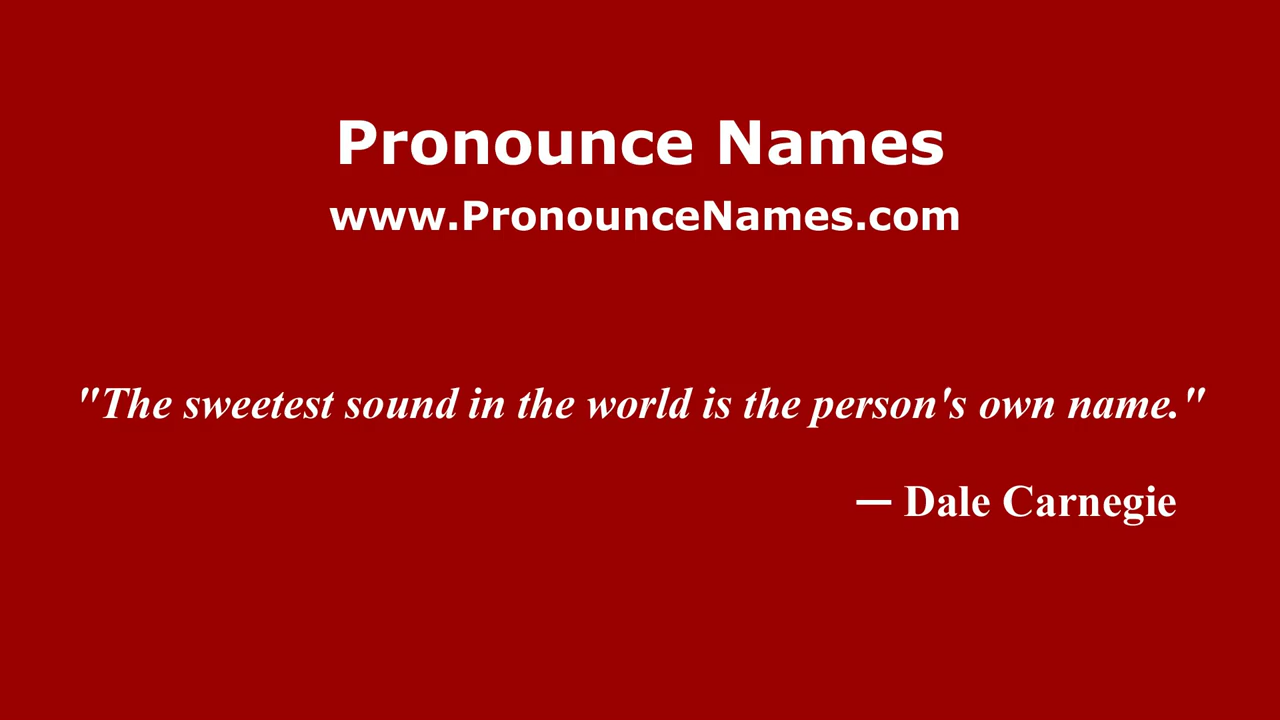 Pronounce Names
www.PronounceNames.com
"The sweetest sound in the world is the person's own name."
— Dale Carnegie